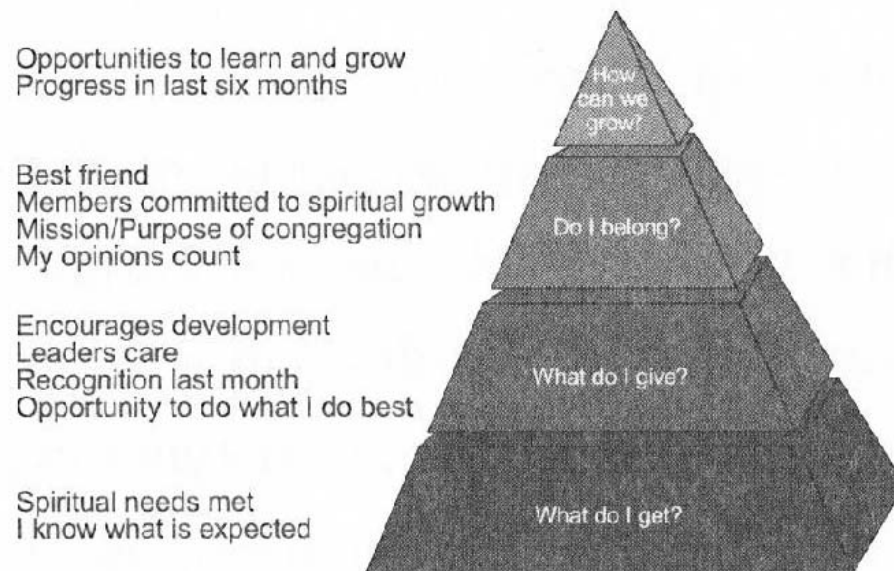 Opportunities to learn and grow
Progress in last six months
How
can we
grow?
Best friend
Members committed to spiritual growth
Mission/Purpose of congregation
My opinions count
Do I belong?
Encourages development
Leaders care
Recognition last month
Opportunity to do what I do best
What do I give?
Spiritual needs met
I know what is expected
What do I get?